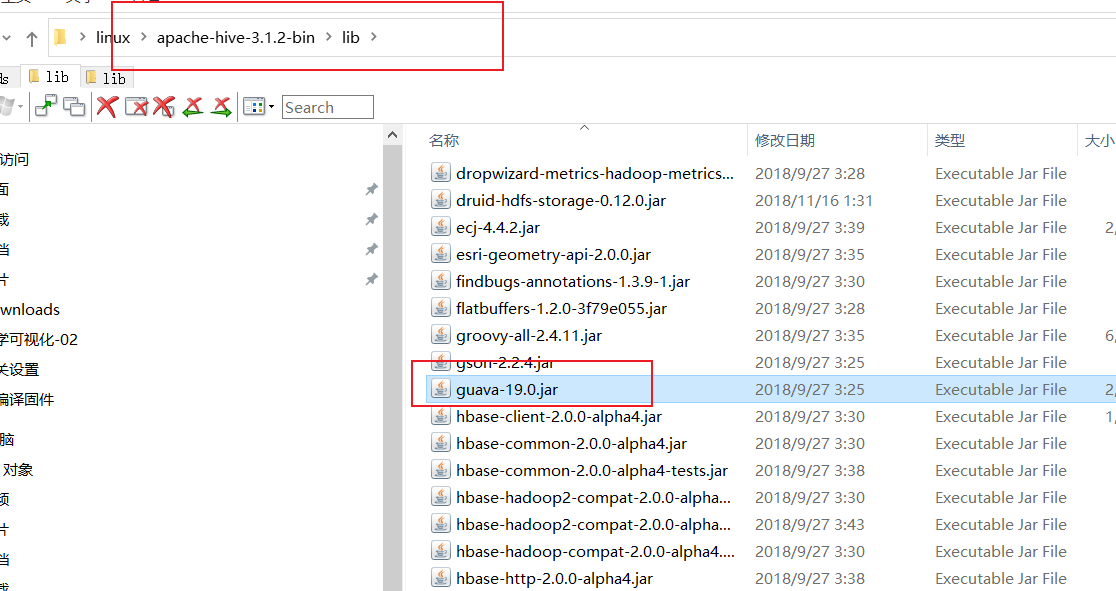 linux > apache-hive-3.1.2-bin > lib >
ds lib lib
Search
名称 修改日期 类型 大小
访问
面
载
当
片
wnloads
学可视化-02
关设置
编译固件
脑
对象
频
片
当
载
dropwizard-metrics-hadoop-metrics... 2018/9/27 3:28 Executable Jar File
druid-hdfs-storage-0.12.0.jar 2018/11/16 1:31 Executable Jar File
ecj-4.4.2.jar 2018/9/27 3:39 Executable Jar File 2,
esri-geometry-api-2.0.0.jar 2018/9/27 3:35 Executable Jar File
findbugs-annotations-1.3.9-1.jar 2018/9/27 3:30 Executable Jar File
flatbuffers-1.2.0-3f79e055.jar 2018/9/27 3:28 Executable Jar File
groovy-all-2.4.11.jar 2018/9/27 3:35 Executable Jar File 6,
gson-2.2.4.jar 2018/9/27 3:25 Executable Jar File
guava-19.0.jar 2018/9/27 3:25 Executable Jar File 2,
hbase-client-2.0.0-alpha4.jar 2018/9/27 3:30 Executable Jar File 1,
hbase-common-2.0.0-alpha4.jar 2018/9/27 3:30 Executable Jar File
hbase-common-2.0.0-alpha4-tests.jar 2018/9/27 3:38 Executable Jar File
hbase-hadoop2-compat-2.0.0-alpha... 2018/9/27 3:30 Executable Jar File
hbase-hadoop2-compat-2.0.0-alpha... 2018/9/27 3:43 Executable Jar File
hbase-hadoop-compat-2.0.0-alpha4.... 2018/9/27 3:30 Executable Jar File
hbase-http-2.0.0-alpha4.jar 2018/9/27 3:38 Executable Jar File